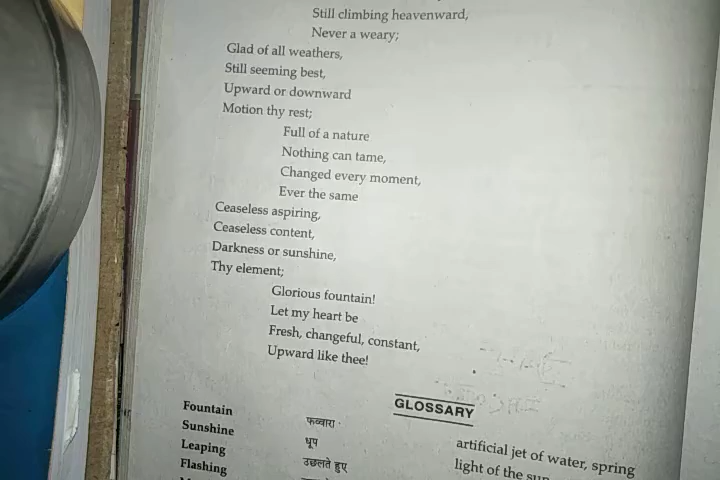 Still climbing heavenward,
Never a weary;
Glad of all weathers,
Still seeming best,
Upward or downward
Motion thy rest;
Full of a nature
Nothing can tame,
Changed every moment,
Ever the same
Ceaseless aspiring,
Ceaseless content,
Darkness or sunshine,
Thy element;
Glorious fountain!
Let my heart be
Fresh, changeful, constant,
Upward like thee!
GLOSSARY
Fountain फव्वारा artificial jet of water, spring
Sunshine धूप light of the sun
Leaping उछलते हुए
Flashing